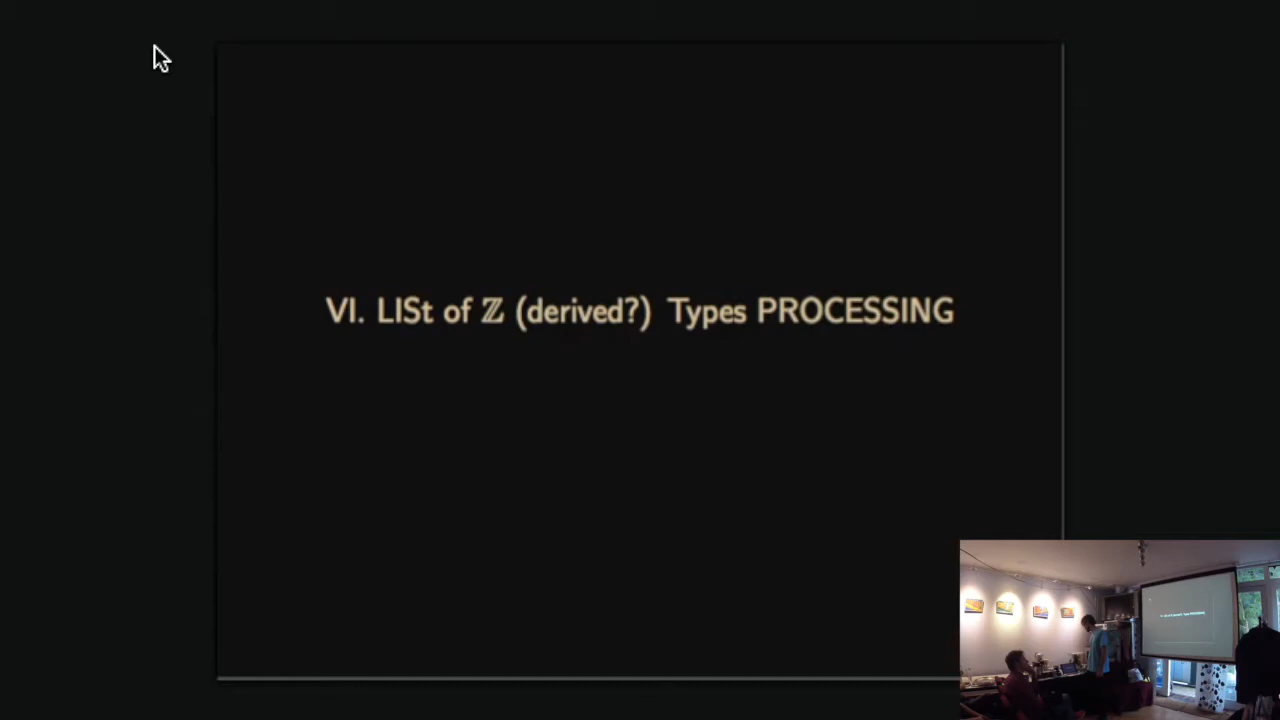 VI. LISt of ℤ (derived?) Types PROCESSING